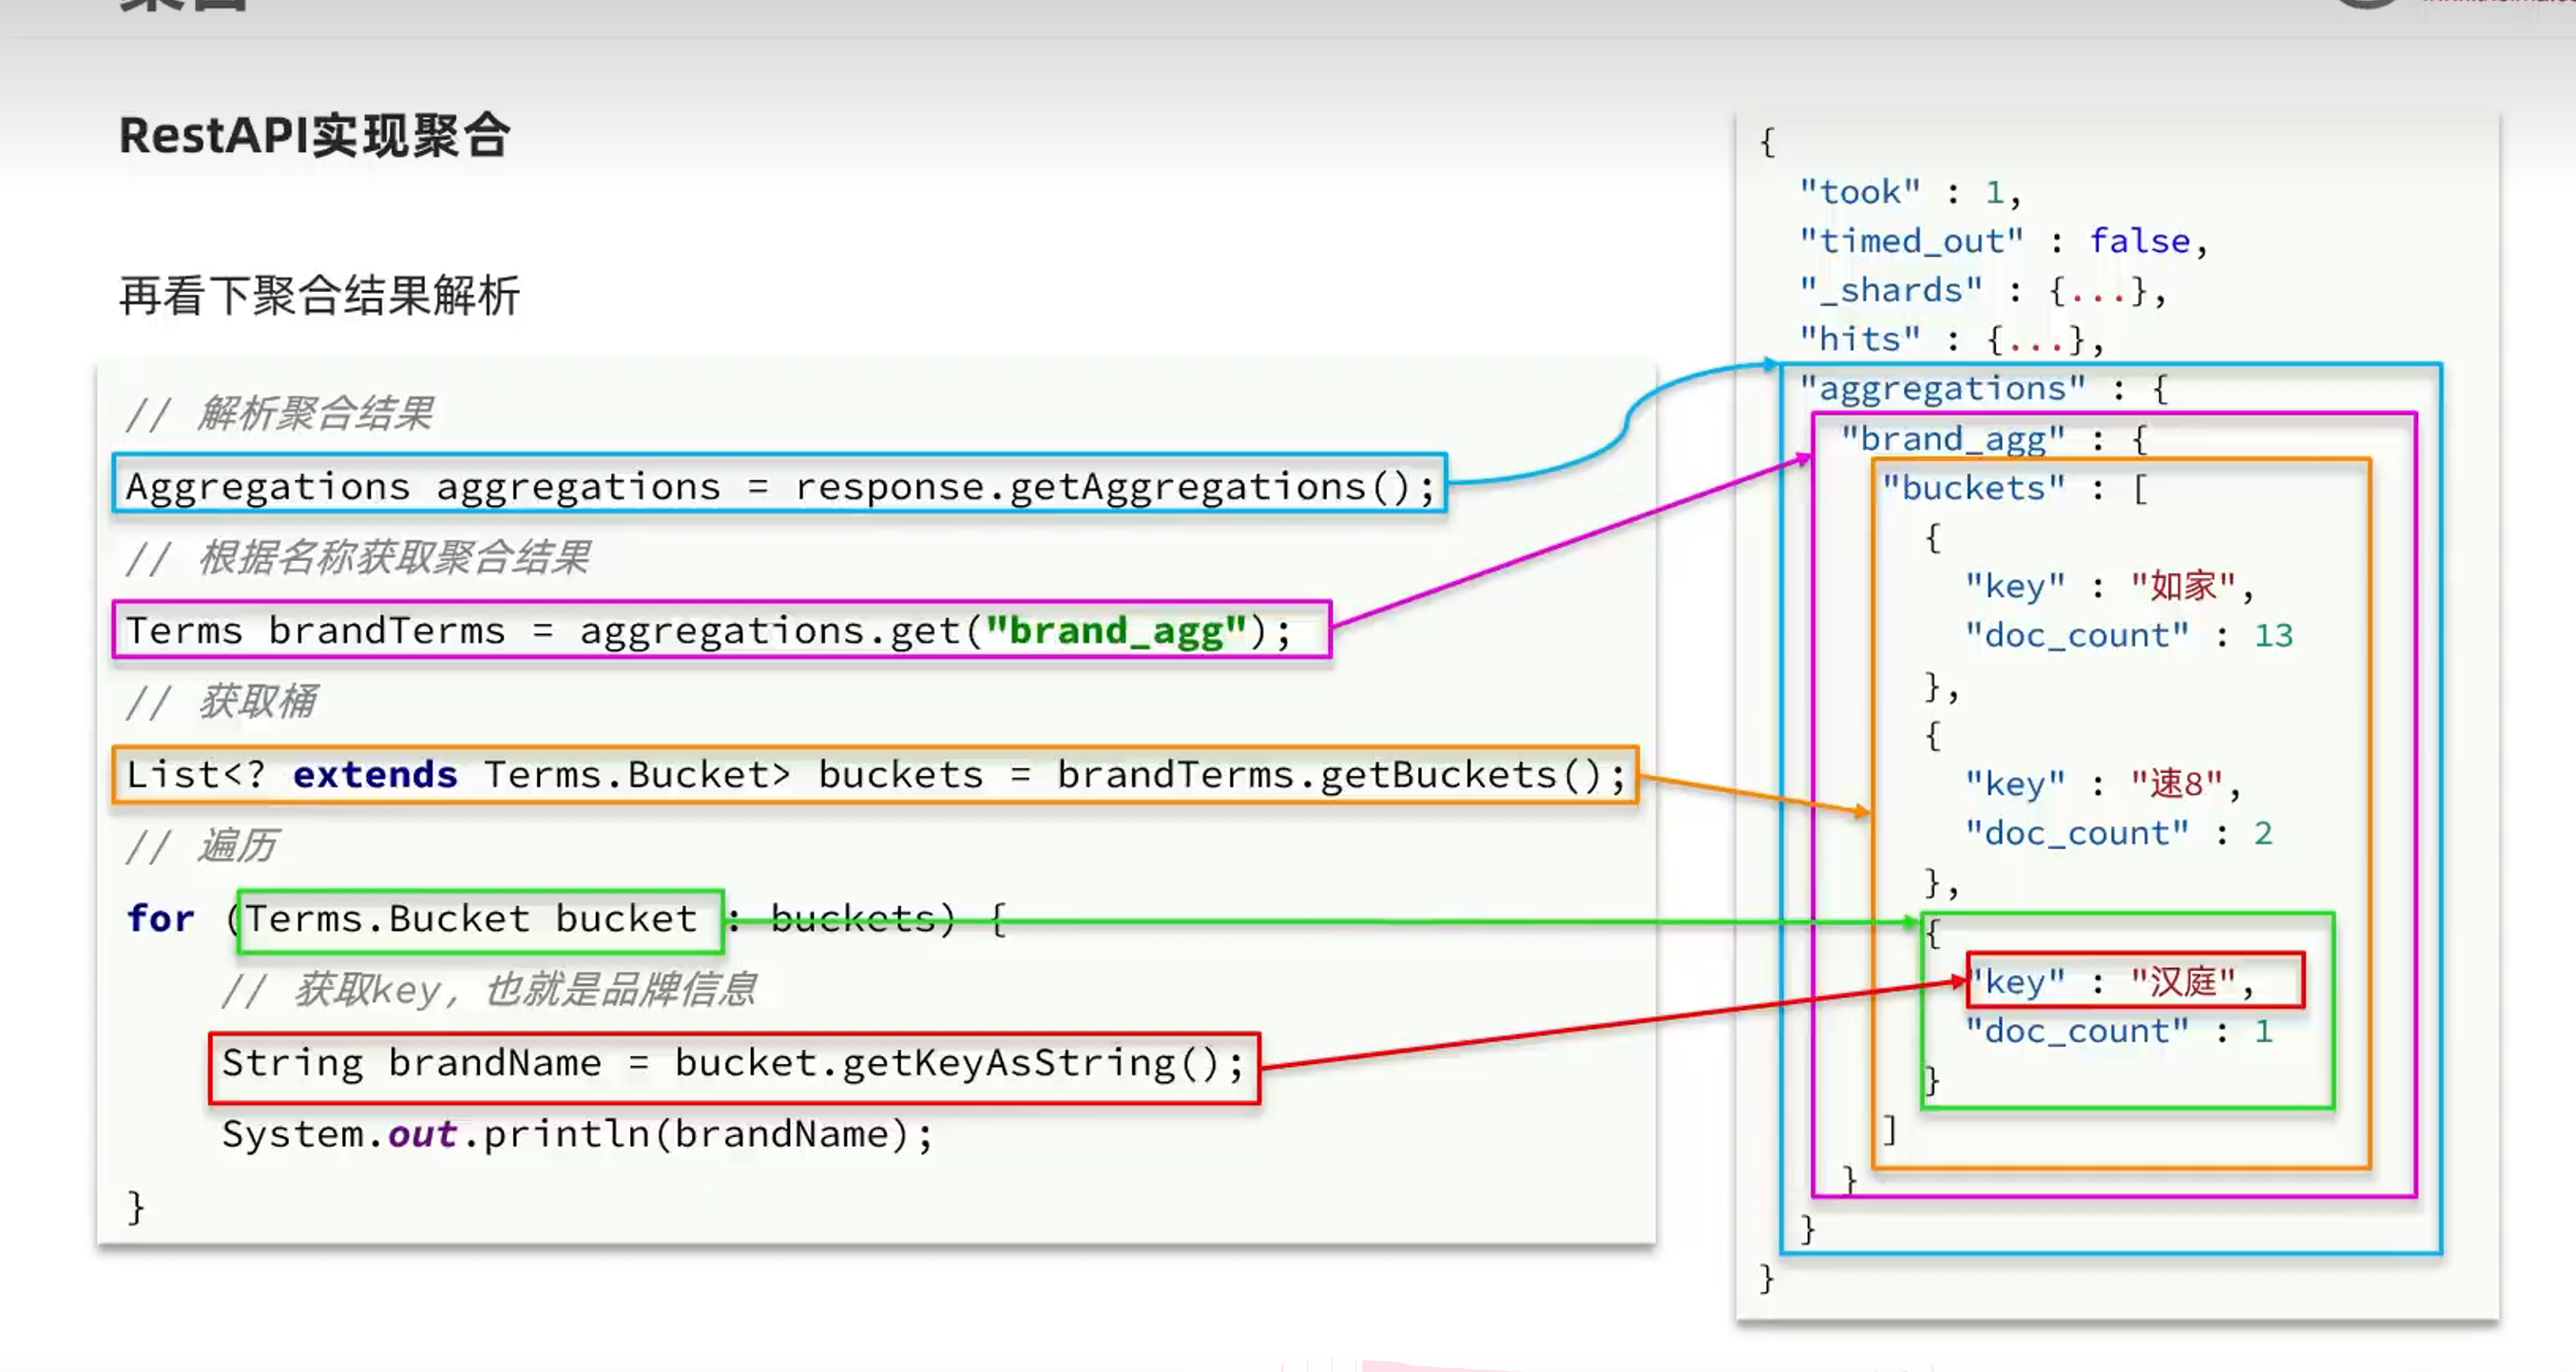 RestAPI实现聚合
再看下聚合结果解析
// 解析聚合结果
Aggregations aggregations = response.getAggregations();
// 根据名称获取聚合结果
Terms brandTerms = aggregations.get("brand_agg");
// 获取桶
List<? extends Terms.Bucket> buckets = brandTerms.getBuckets();
// 遍历
for (Terms.Bucket bucket : buckets) {
// 获取key，也就是品牌信息
String brandName = bucket.getKeyAsString();
System.out.println(brandName);
}
{
"took" : 1,
"timed_out" : false,
"_shards" : {...},
"hits" : {...},
"aggregations" : {
"brand_agg" : {
"buckets" : [
{
"key" : "如家",
"doc_count" : 13
},
{
"key" : "速8",
"doc_count" : 2
},
{
"key" : "汉庭",
"doc_count" : 1
}
]
}
}
}